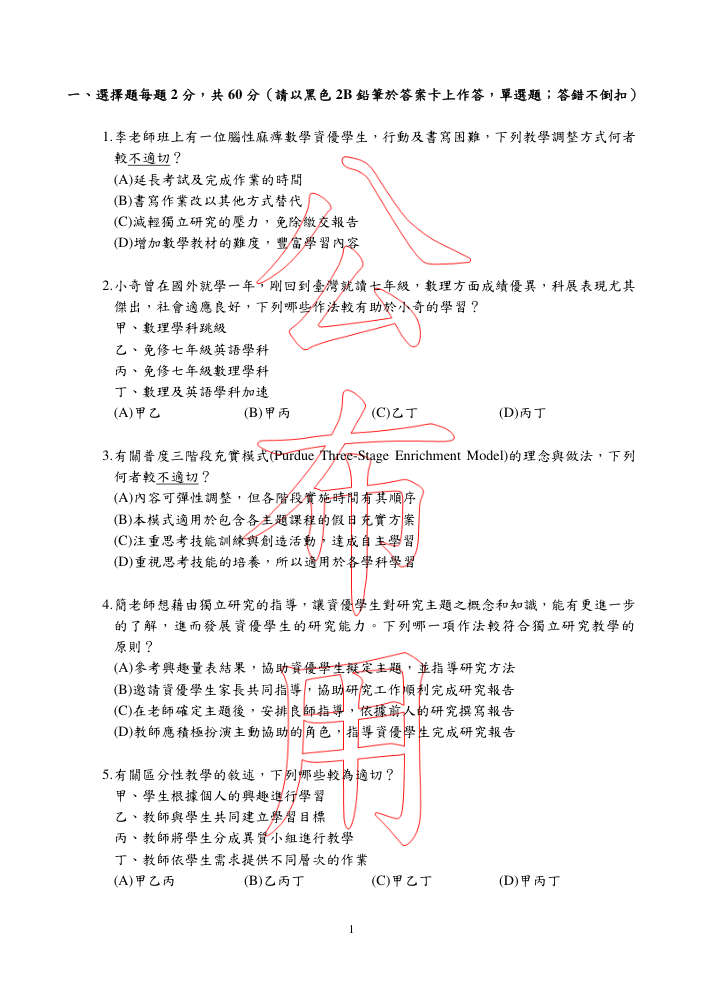 一、選擇題每題 2 分，共 60 分（請以黑色 2B 鉛筆於答案卡上作答，單選題；答錯不倒扣）
1.李老師班上有一位腦性麻痺數學資優學生，行動及書寫困難，下列教學調整方式何者
較不適切？
(A)延長考試及完成作業的時間
(B)書寫作業改以其他方式替代
(C)減輕獨立研究的壓力，免除繳交報告
(D)增加數學教材的難度，豐富學習內容
2.小奇曾在國外就學一年，剛回到臺灣就讀七年級，數理方面成績優異，科展表現尤其
傑出，社會適應良好，下列哪些作法較有助於小奇的學習？
甲、數理學科跳級
乙、免修七年級英語學科
丙、免修七年級數理學科
丁、數理及英語學科加速
(A)甲乙 (B)甲丙 (C)乙丁 (D)丙丁
3.有關普度三階段充實模式(Purdue Three-Stage Enrichment Model)的理念與做法，下列
何者較不適切？
(A)內容可彈性調整，但各階段實施時間有其順序
(B)本模式適用於包含各主題課程的假日充實方案
(C)注重思考技能訓練與創造活動，達成自主學習
(D)重視思考技能的培養，所以適用於各學科學習
4.簡老師想藉由獨立研究的指導，讓資優學生對研究主題之概念和知識，能有更進一步
的了解，進而發展資優學生的研究能力。下列哪一項作法較符合獨立研究教學的
原則？
(A)參考興趣量表結果，協助資優學生擬定主題，並指導研究方法
(B)邀請資優學生家長共同指導，協助研究工作順利完成研究報告
(C)在老師確定主題後，安排良師指導，依據前人的研究撰寫報告
(D)教師應積極扮演主動協助的角色，指導資優學生完成研究報告
5.有關區分性教學的敘述，下列哪些較為適切？
甲、學生根據個人的興趣進行學習
乙、教師與學生共同建立學習目標
丙、教師將學生分成異質小組進行教學
丁、教師依學生需求提供不同層次的作業
(A)甲乙丙 (B)乙丙丁 (C)甲乙丁 (D)甲丙丁
1
公布用